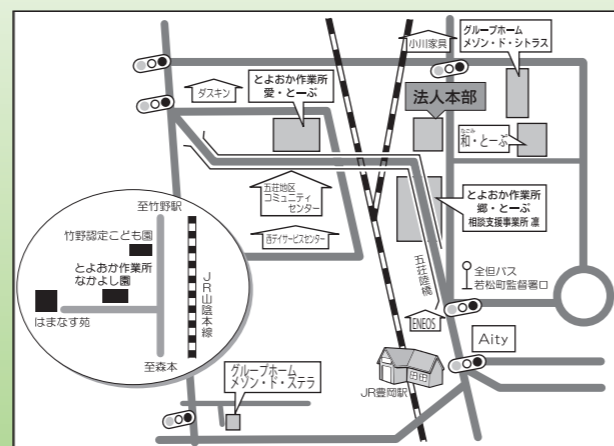 小川家具
グループホーム
メゾン・ド・シトラス
ダスキン
とよおか作業所
愛・とーぷ
法人本部
なごみ
和・とーぷ
五荘地区
コミュニティ
センター
とよおか作業所
郷・とーぷ
相談支援事業所 凛
西デイサービスセンター
五荘陸橋
全但バス
若松町監督署口
ENEOS
Aity
JR豊岡駅
至竹野駅
竹野認定こども園
とよおか作業所
なかよし園
はまなす苑
JR山陰本線
至森本
グループホーム
メゾン・ド・ステラ